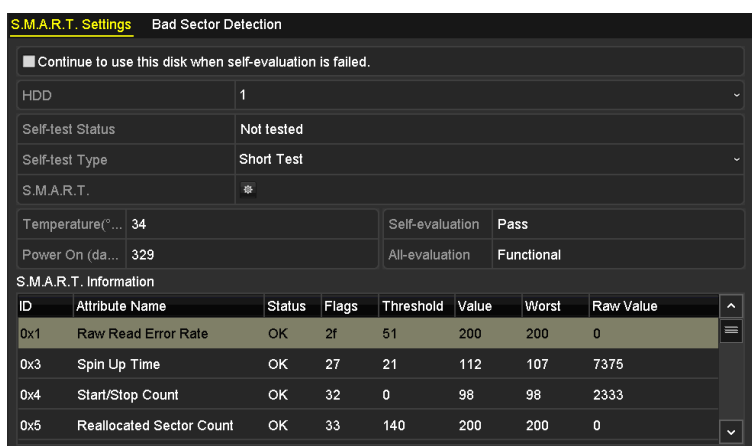 S.M.A.R.T. Settings Bad Sector Detection
Continue to use this disk when self-evaluation is failed.
HDD 1
Self-test Status Not tested
Self-test Type Short Test
S.M.A.R.T.
Temperature(°... 34 Self-evaluation Pass
Power On (da... 329 All-evaluation Functional
S.M.A.R.T. Information
ID Attribute Name Status Flags Threshold Value Worst Raw Value
0x1 Raw Read Error Rate OK 2f 51 200 200 0
0x3 Spin Up Time OK 27 21 112 107 7375
0x4 Start/Stop Count OK 32 0 98 98 2333
0x5 Reallocated Sector Count OK 33 140 200 200 0